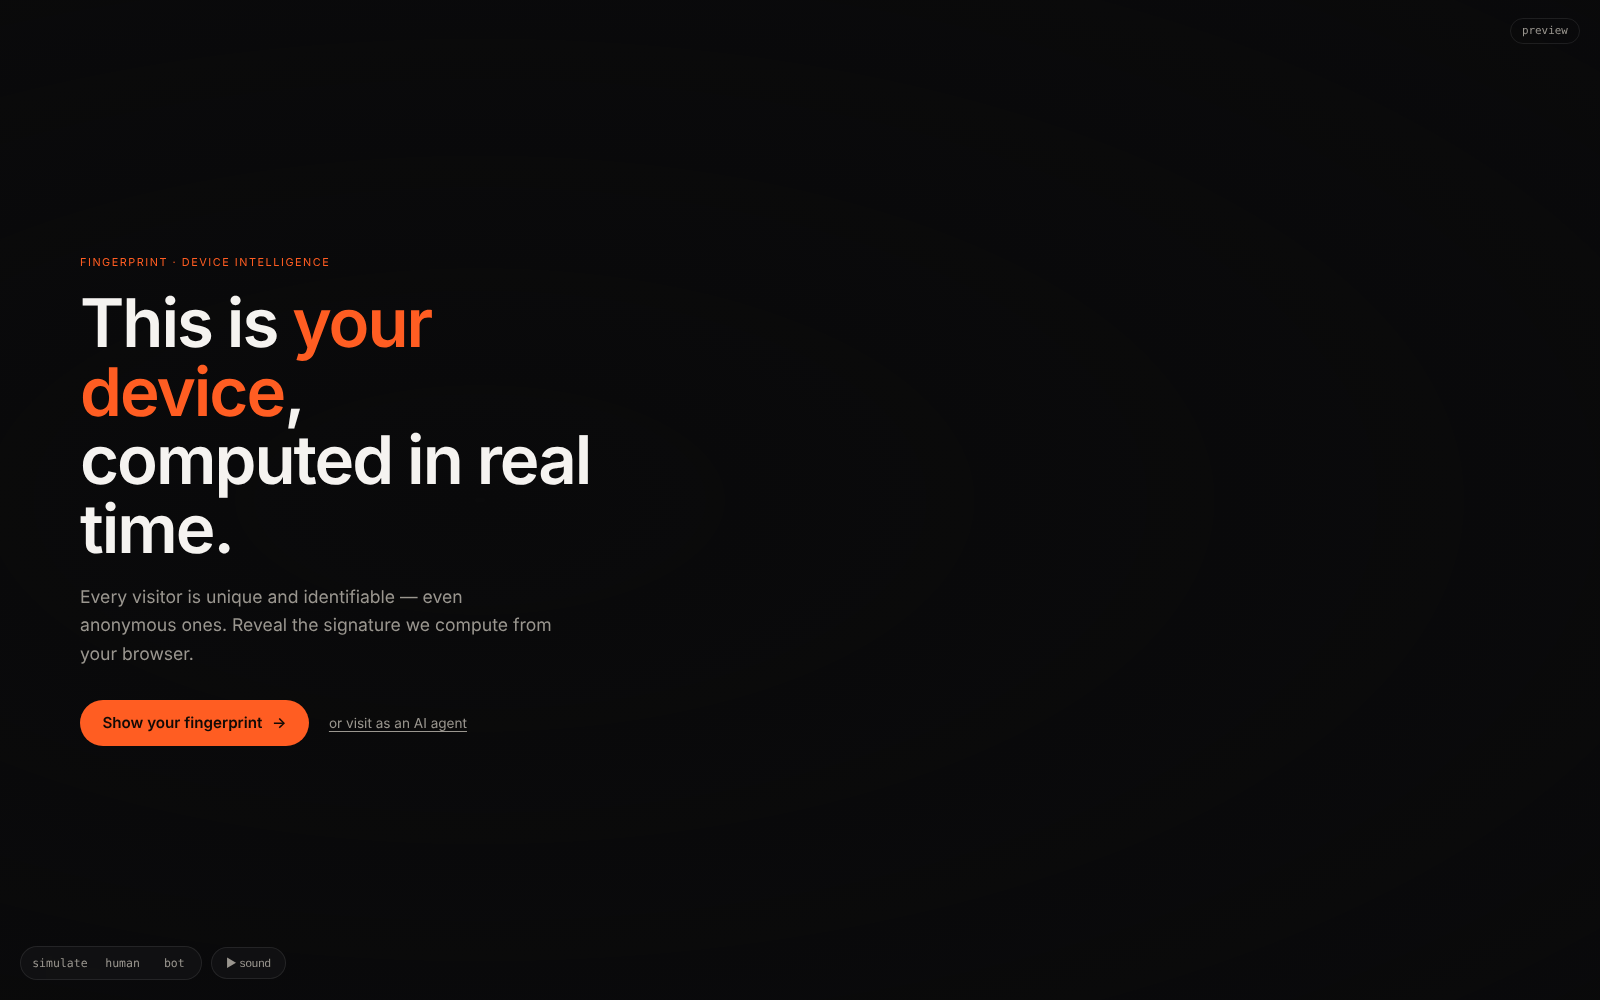 preview
FINGERPRINT · DEVICE INTELLIGENCE
This is your
device,
computed in real
time.
Every visitor is unique and identifiable — even
anonymous ones. Reveal the signature we compute from
your browser.
Show your fingerprint →
or visit as an AI agent
simulate human bot
▶ sound